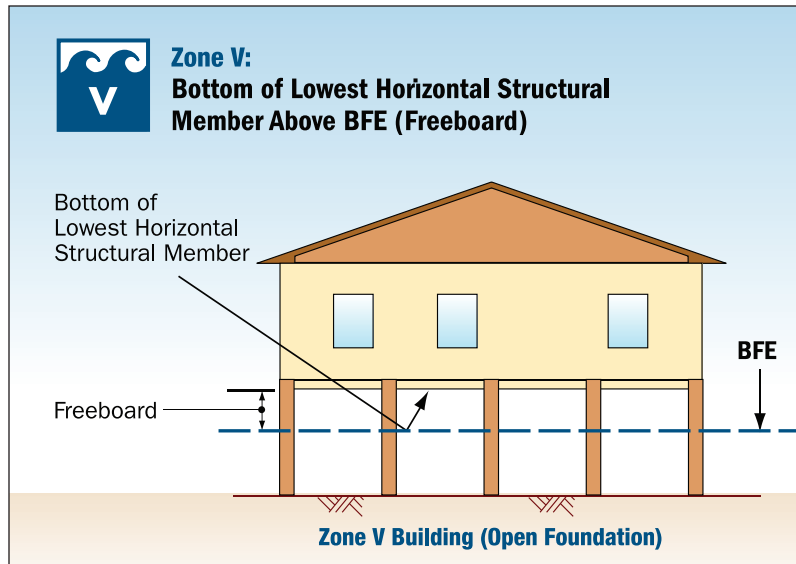 V
Zone V:
Bottom of Lowest Horizontal Structural
Member Above BFE (Freeboard)
Bottom of
Lowest Horizontal
Structural Member
BFE
Freeboard
Zone V Building (Open Foundation)